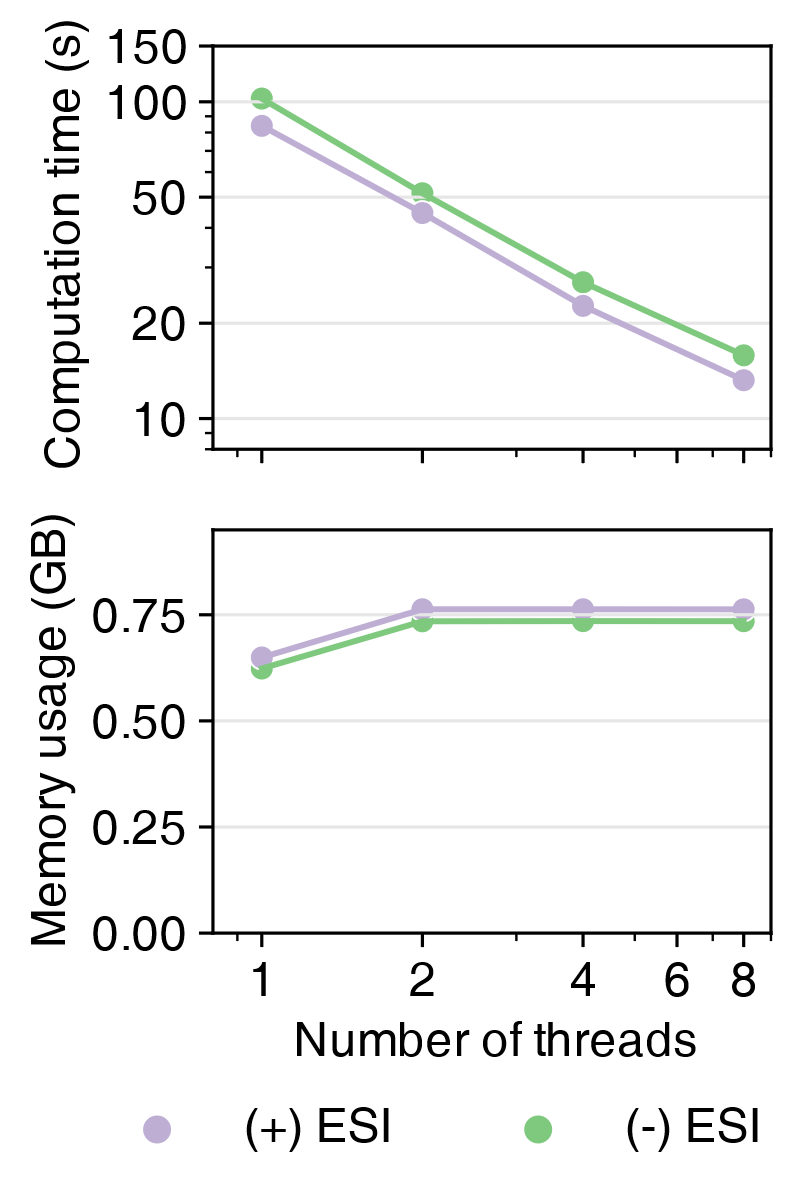 Computation time (s)
150
100
50
20
10
Memory usage (GB)
0.75
0.50
0.25
0.00
1 2 4 6 8
Number of threads
(+) ESI (-) ESI